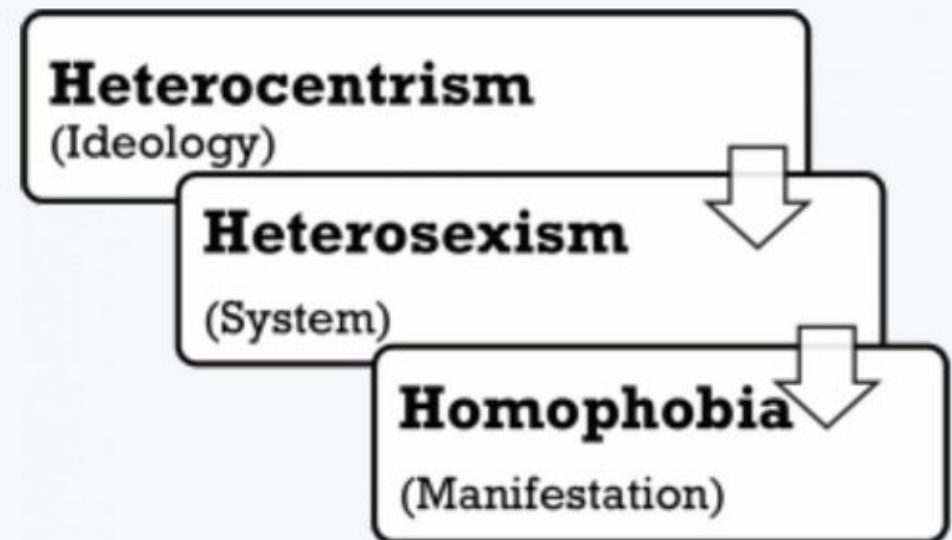 Heterocentrism
(Ideology)
Heterosexism
(System)
Homophobia
(Manifestation)